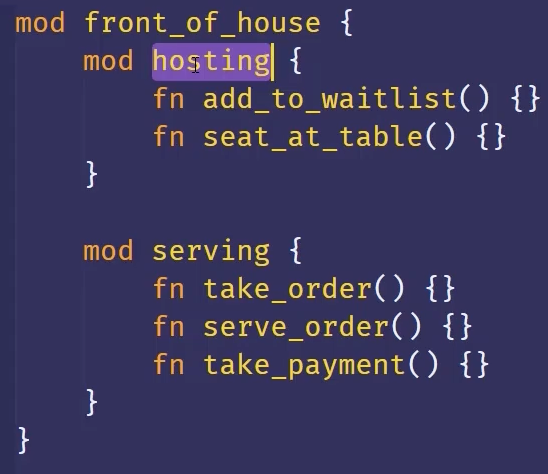 mod front_of_house {
    mod hosting {
        fn add_to_waitlist() {}
        fn seat_at_table() {}
    }

    mod serving {
        fn take_order() {}
        fn serve_order() {}
        fn take_payment() {}
    }
}